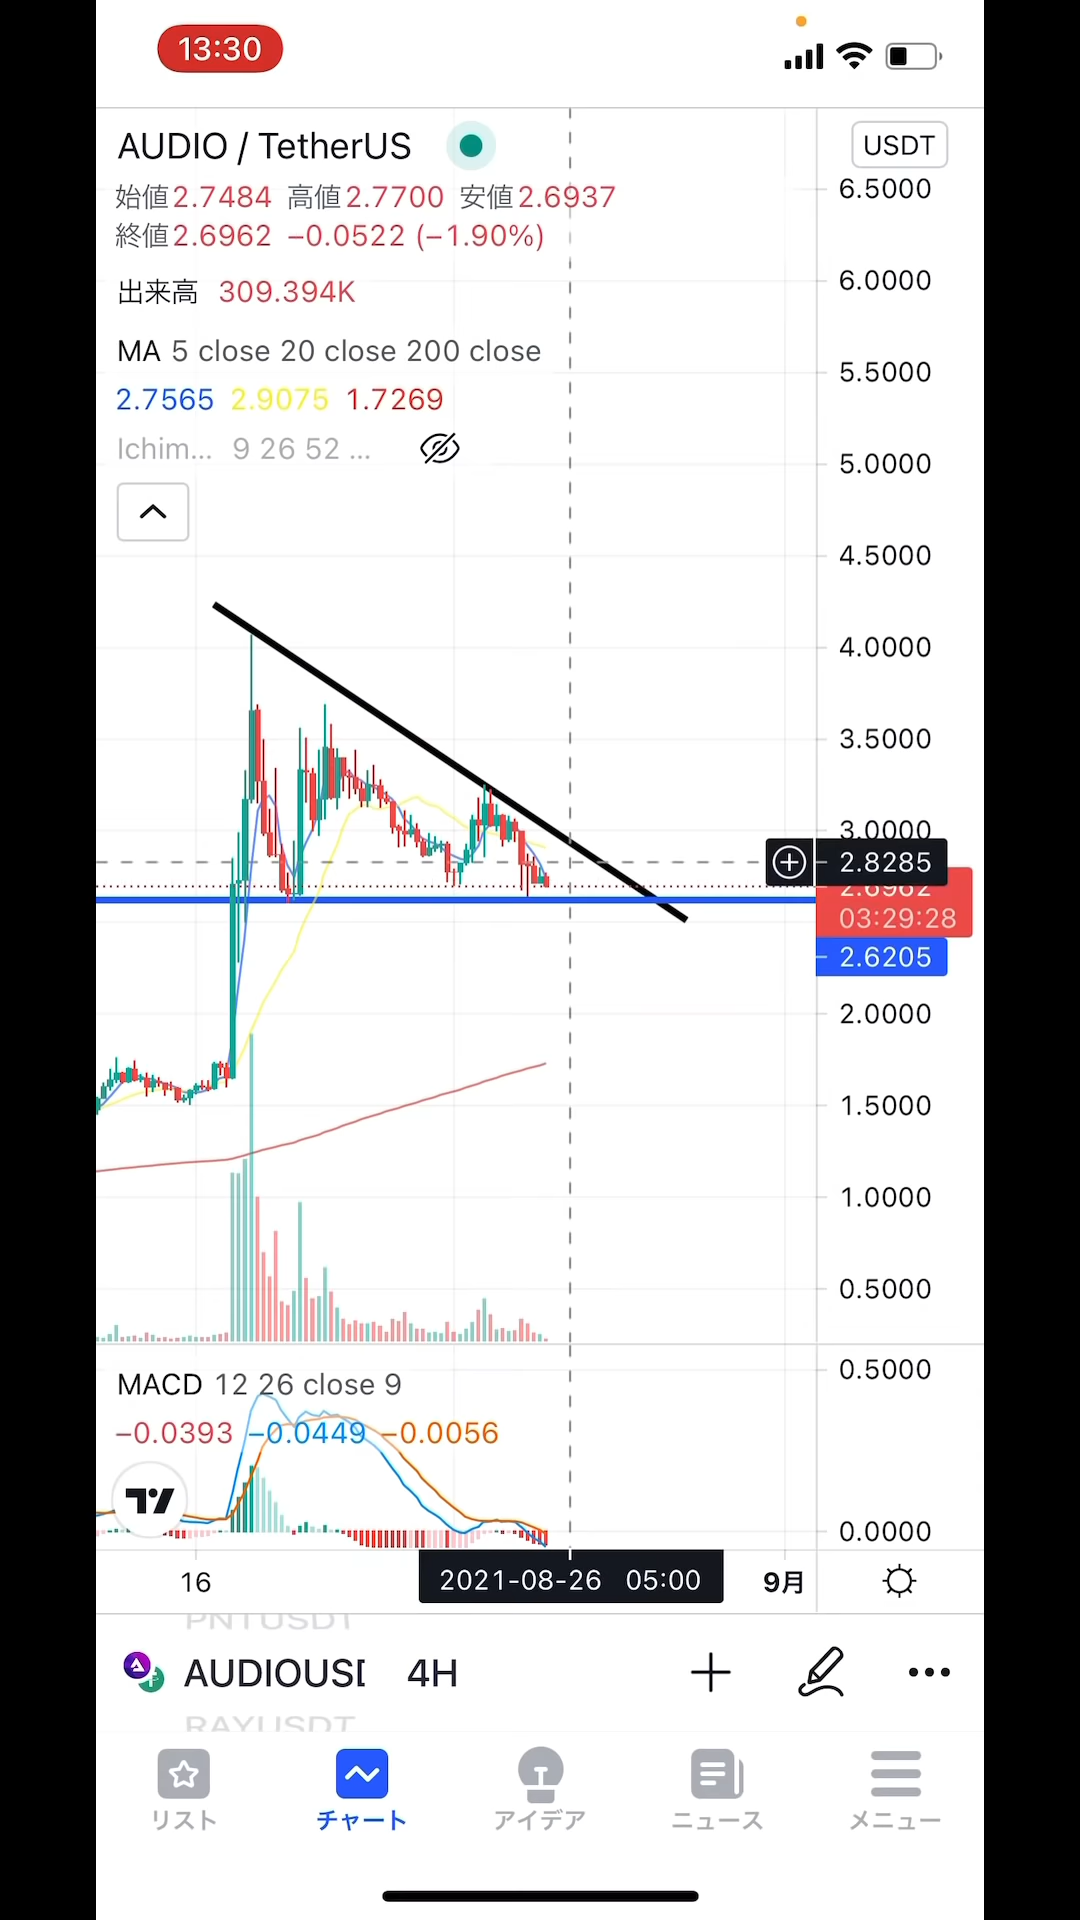 13:30
AUDIO / TetherUS
USDT
始値2.7484 高値2.7700 安値2.6937
終値2.6962 −0.0522 (−1.90%)
出来高 309.394K
MA 5 close 20 close 200 close
2.7565 2.9075 1.7269
Ichim... 9 26 52 ...
6.5000
6.0000
5.5000
5.0000
4.5000
4.0000
3.5000
3.0000
2.8285
2.6962
03:29:28
2.6205
2.0000
1.5000
1.0000
0.5000
MACD 12 26 close 9
−0.0393 −0.0449 −0.0056
0.5000
0.0000
16
2021-08-26 05:00
9月
PNTUSDT
AUDIOUSD 4H
RAYUSDT
リスト
チャート
アイデア
ニュース
メニュー